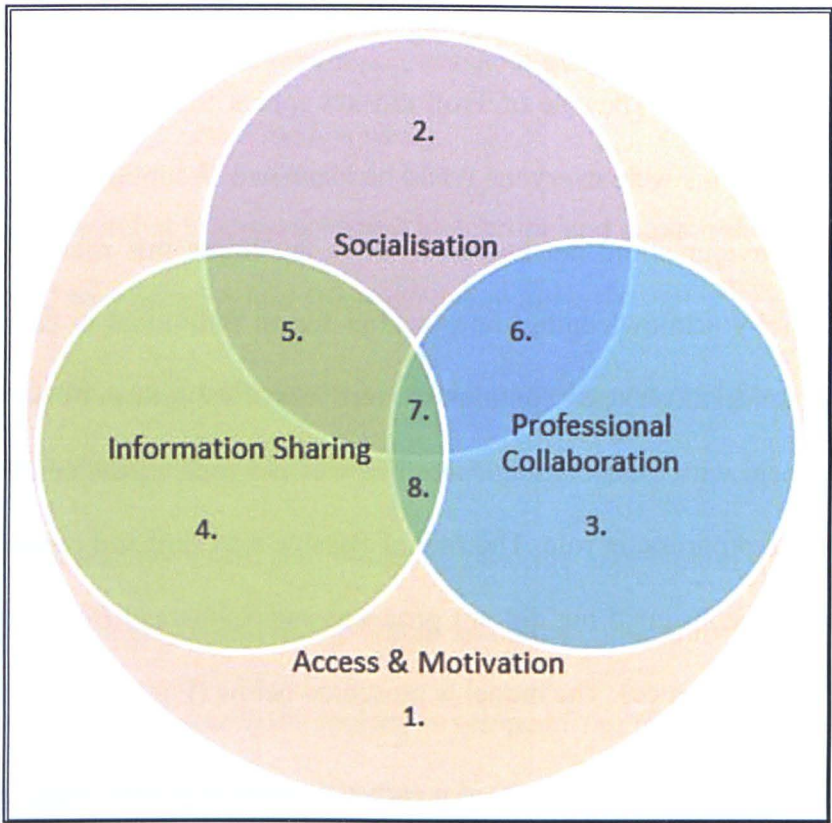 2.
Socialisation
5.
6.
7.
Information Sharing
Professional
Collaboration
8.
4.
3.
Access & Motivation
1.